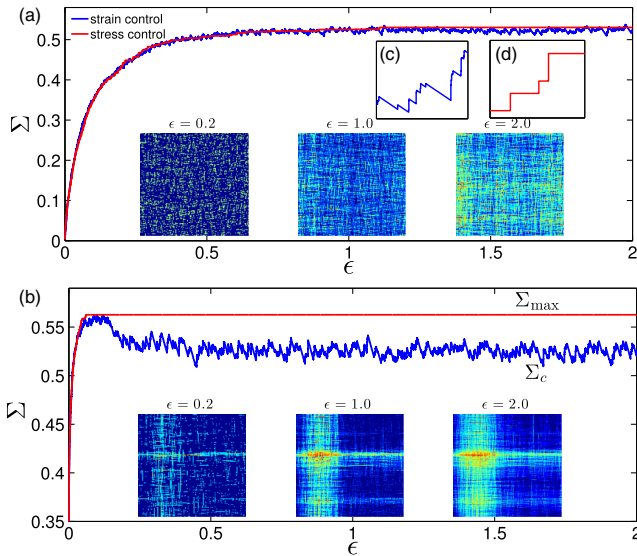 (a)
strain control
stress control
(c)
(d)
Σ
0.5
0.4
0.3
0.2
0.1
0
ϵ = 0.2
ϵ = 1.0
ϵ = 2.0
0
0.5
1
1.5
2
ϵ
(b)
Σmax
Σc
Σ
0.55
0.5
0.45
0.4
0.35
ϵ = 0.2
ϵ = 1.0
ϵ = 2.0
0
0.5
1
1.5
2
ϵ